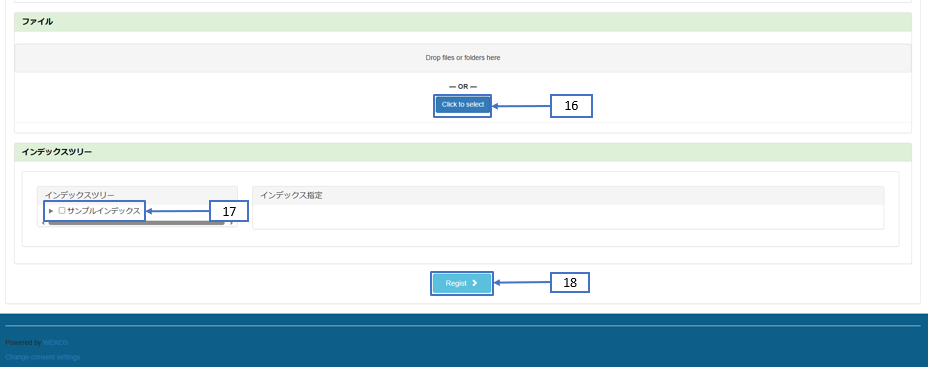 ファイル
Drop files or folders here
— OR —
Click to select
16
インデックスツリー
インデックスツリー
インデックス指定
サンプルインデックス
17
Regist
18
Powered by WEKO3
Change consent settings